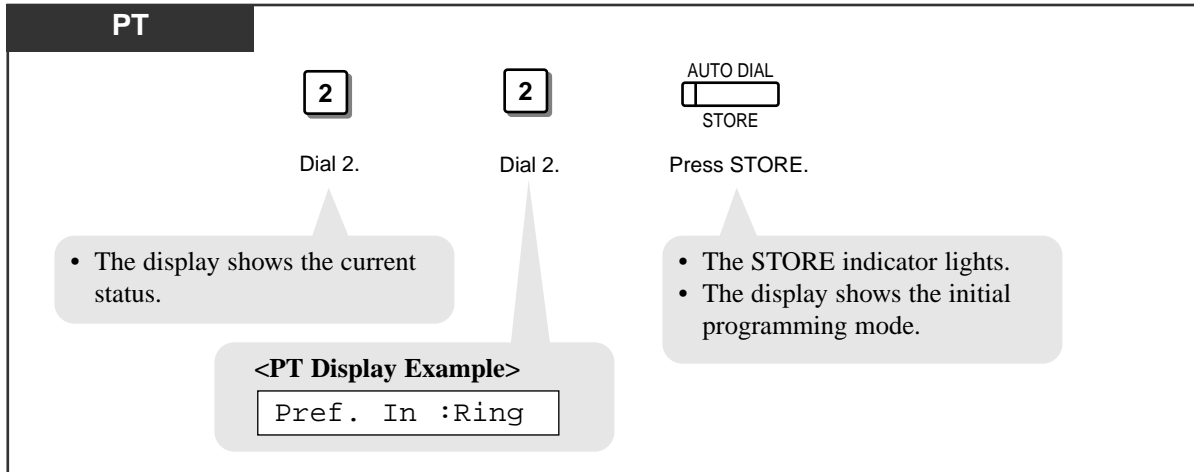 PT
2
2
AUTO DIAL
STORE
Dial 2.
Dial 2.
Press STORE.
• The display shows the current
status.
• The STORE indicator lights.
• The display shows the initial
programming mode.
<PT Display Example>
Pref. In :Ring